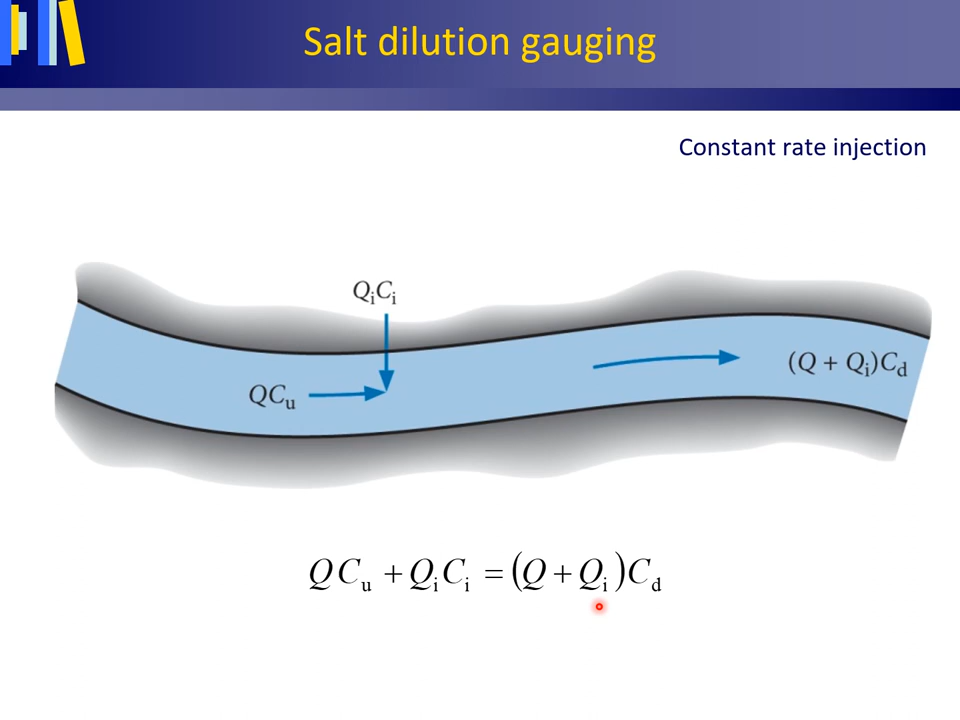 Salt dilution gauging
Constant rate injection
QᵢCᵢ
QCᵤ
(Q + Qᵢ)C_d
QCᵤ + QᵢCᵢ = (Q + Qᵢ)C_d